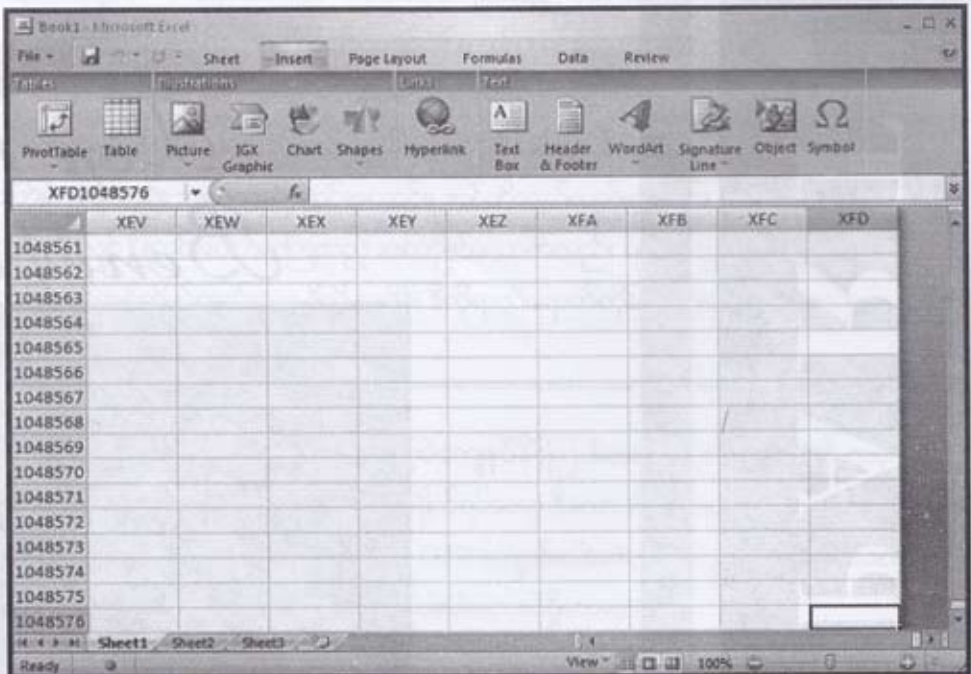 Book1 - Microsoft Excel
File Sheet Insert Page Layout Formulas Data Review
Tables Illustrations Links Text
PivotTable Table Picture IGX Graphic Chart Shapes Hyperlink Text Box Header & Footer WordArt Signature Line Object Symbol
XFD1048576 fx
XEV XEW XEX XEY XEZ XFA XFB XFC XFD
1048561
1048562
1048563
1048564
1048565
1048566
1048567
1048568
1048569
1048570
1048571
1048572
1048573
1048574
1048575
1048576
Sheet1 Sheet2 Sheet3
Ready View 100%